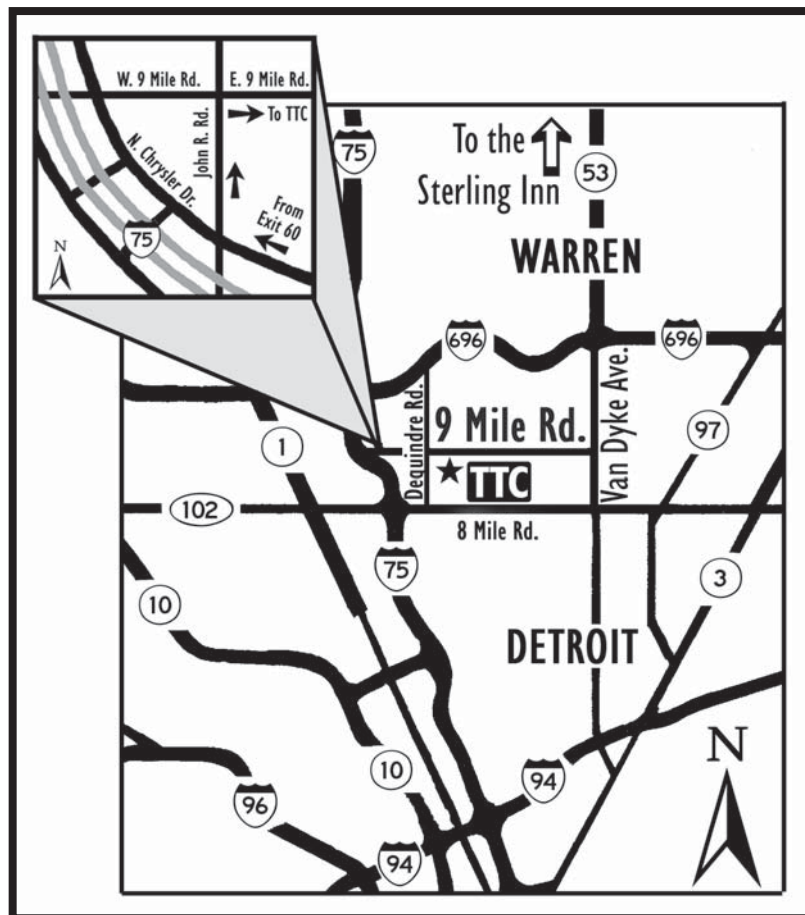 W. 9 Mile Rd.
E. 9 Mile Rd.
To TTC
John R. Rd.
N. Chrysler Dr.
From
Exit 60
75
N
75
To the
Sterling Inn
53
WARREN
696
696
Dequindre Rd.
9 Mile Rd.
Van Dyke Ave.
97
1
TTC
102
8 Mile Rd.
75
3
10
DETROIT
N
10
94
96
94